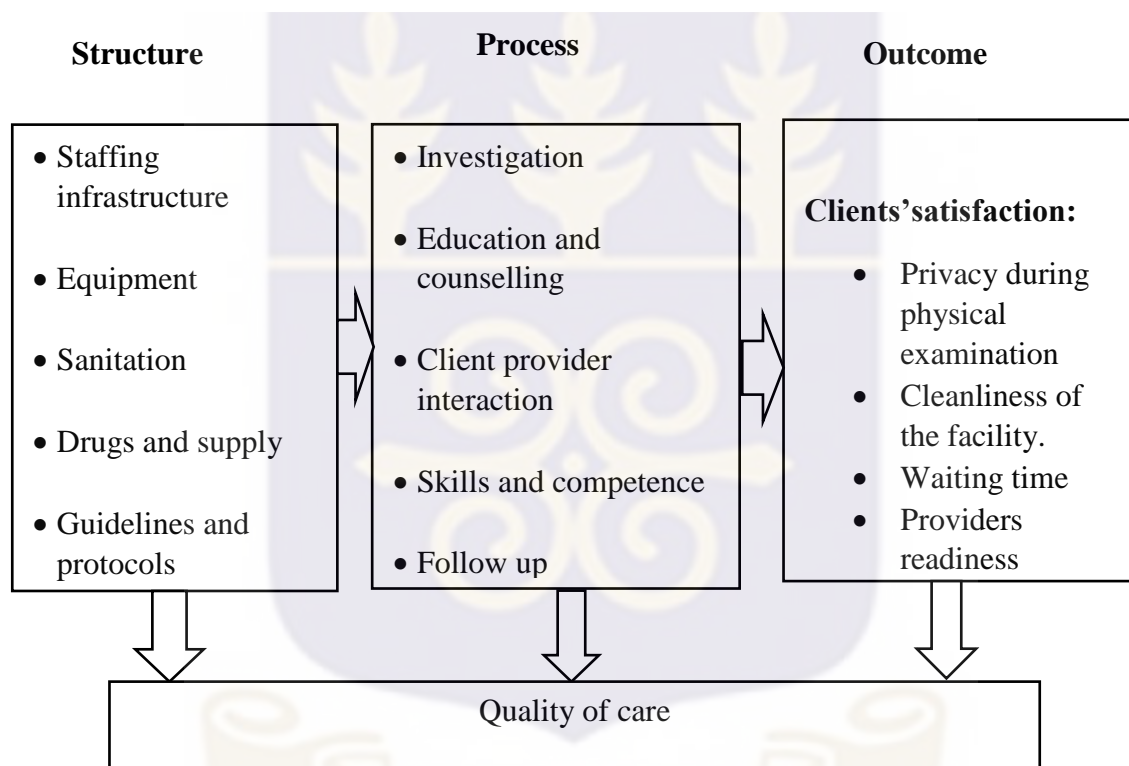 Structure
Process
Outcome
• Staffing
infrastructure
• Equipment
• Sanitation
• Drugs and supply
• Guidelines and
protocols
• Investigation
• Education and
counselling
• Client provider
interaction
• Skills and competence
• Follow up
Clients’satisfaction:
• Privacy during
physical
examination
• Cleanliness of
the facility.
• Waiting time
• Providers
readiness
Quality of care